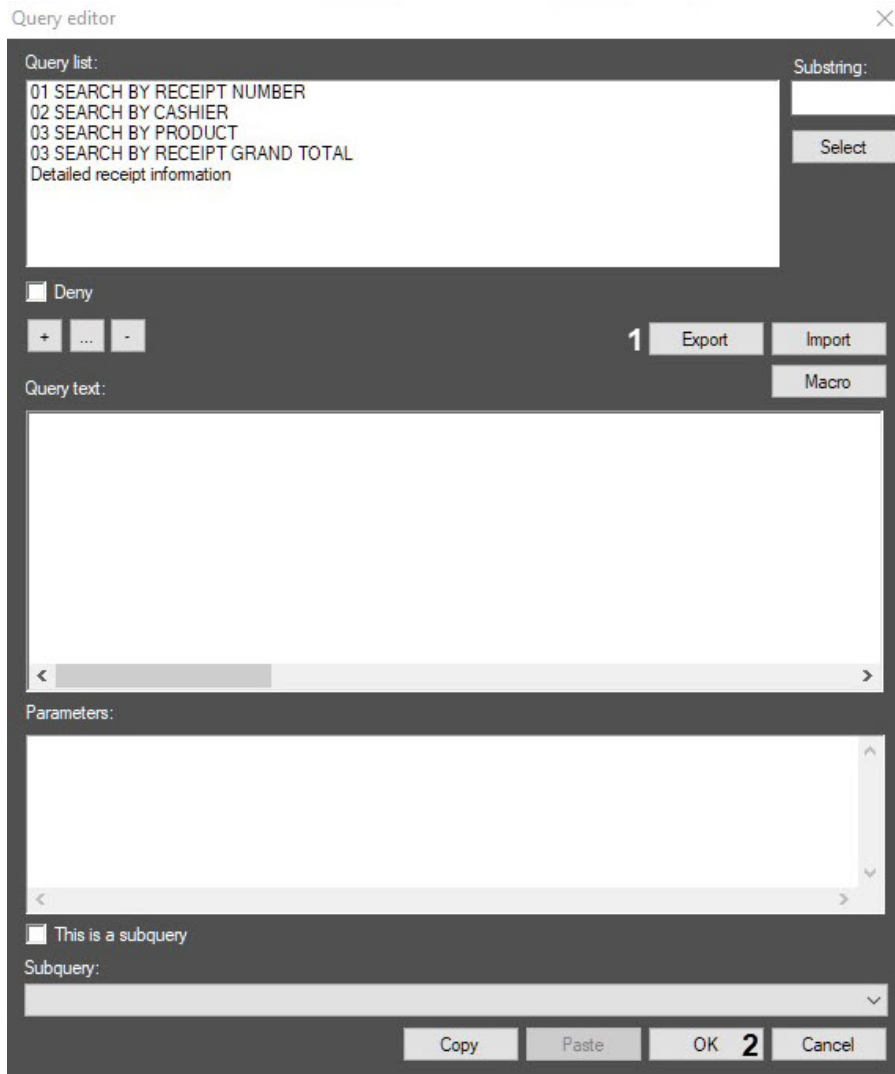 Query editor
Query list:
Substring:
01 SEARCH BY RECEIPT NUMBER
02 SEARCH BY CASHIER
03 SEARCH BY PRODUCT
03 SEARCH BY RECEIPT GRAND TOTAL
Detailed receipt information
Select
Deny
+ ... -
1 Export Import
Macro
Query text:
Parameters:
This is a subquery
Subquery:
Copy Paste OK 2 Cancel